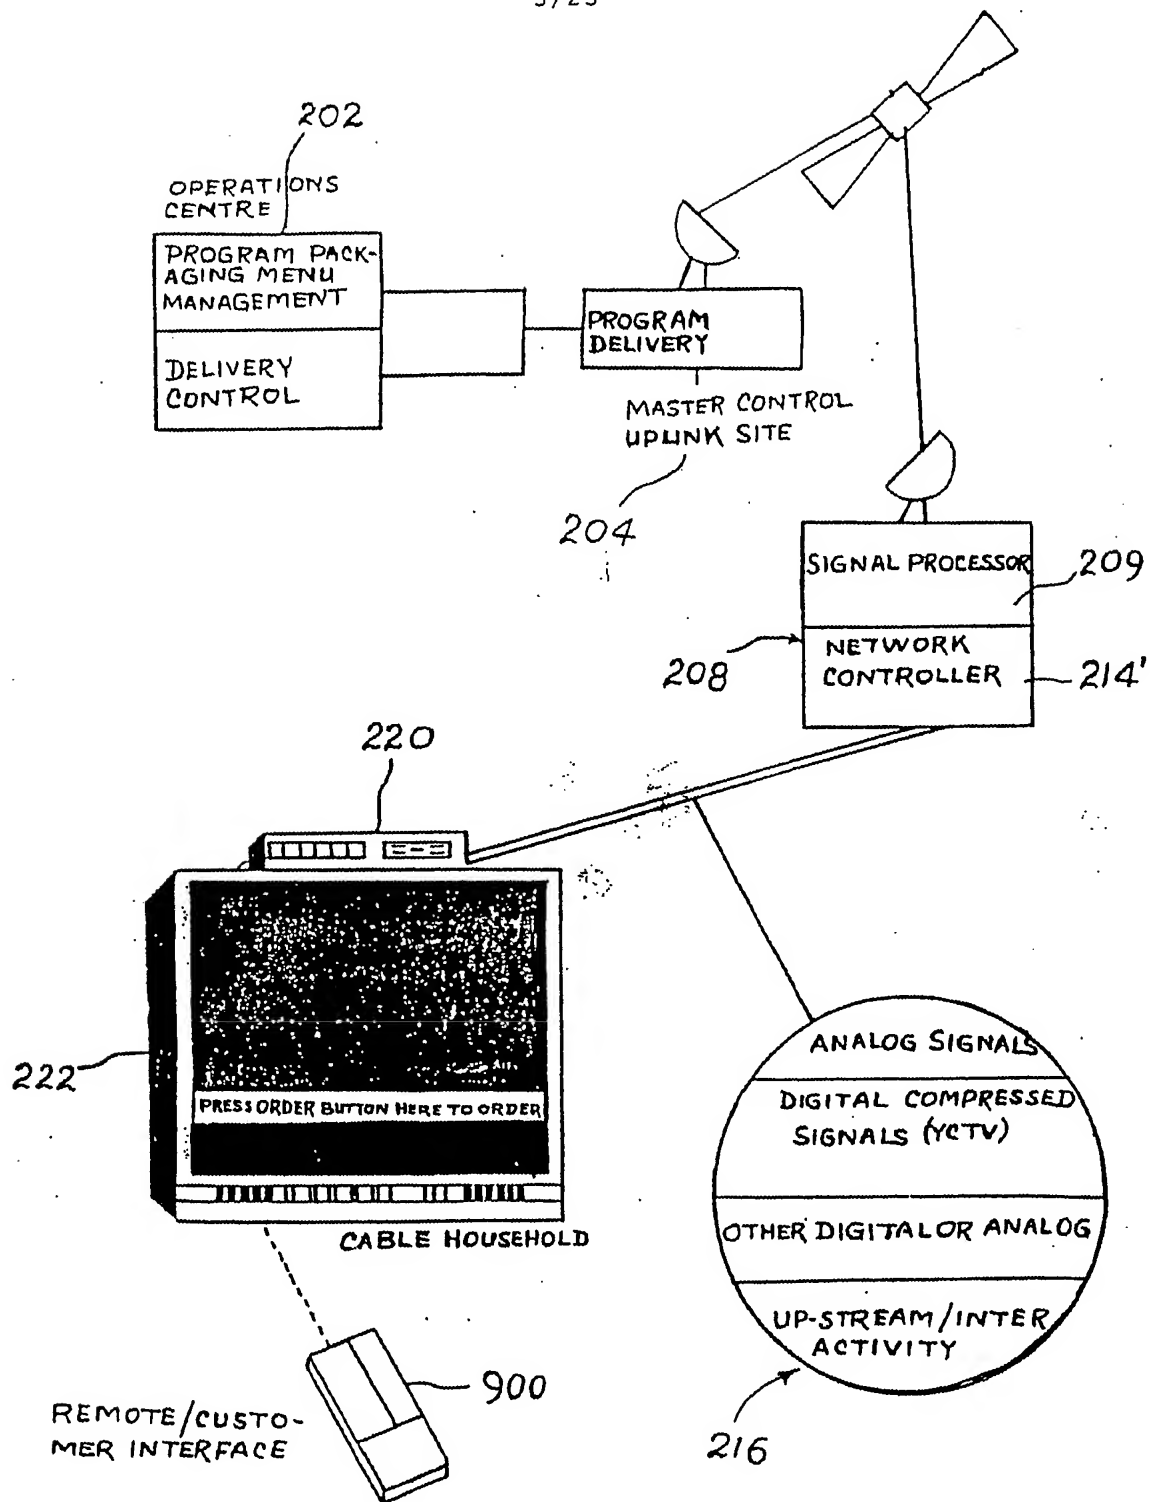 202
OPERATIONS
CENTRE
PROGRAM PACK-
AGING MENU
MANAGEMENT
DELIVERY
CONTROL
PROGRAM
DELIVERY
MASTER CONTROL
UPLINK SITE
204
SIGNAL PROCESSOR
209
208
NETWORK
CONTROLLER
214'
220
222
PRESS ORDER BUTTON HERE TO ORDER
CABLE HOUSEHOLD
ANALOG SIGNALS
DIGITAL COMPRESSED
SIGNALS (YCTV)
OTHER DIGITAL OR ANALOG
UP-STREAM/INTER
ACTIVITY
216
900
REMOTE/CUSTO-
MER INTERFACE